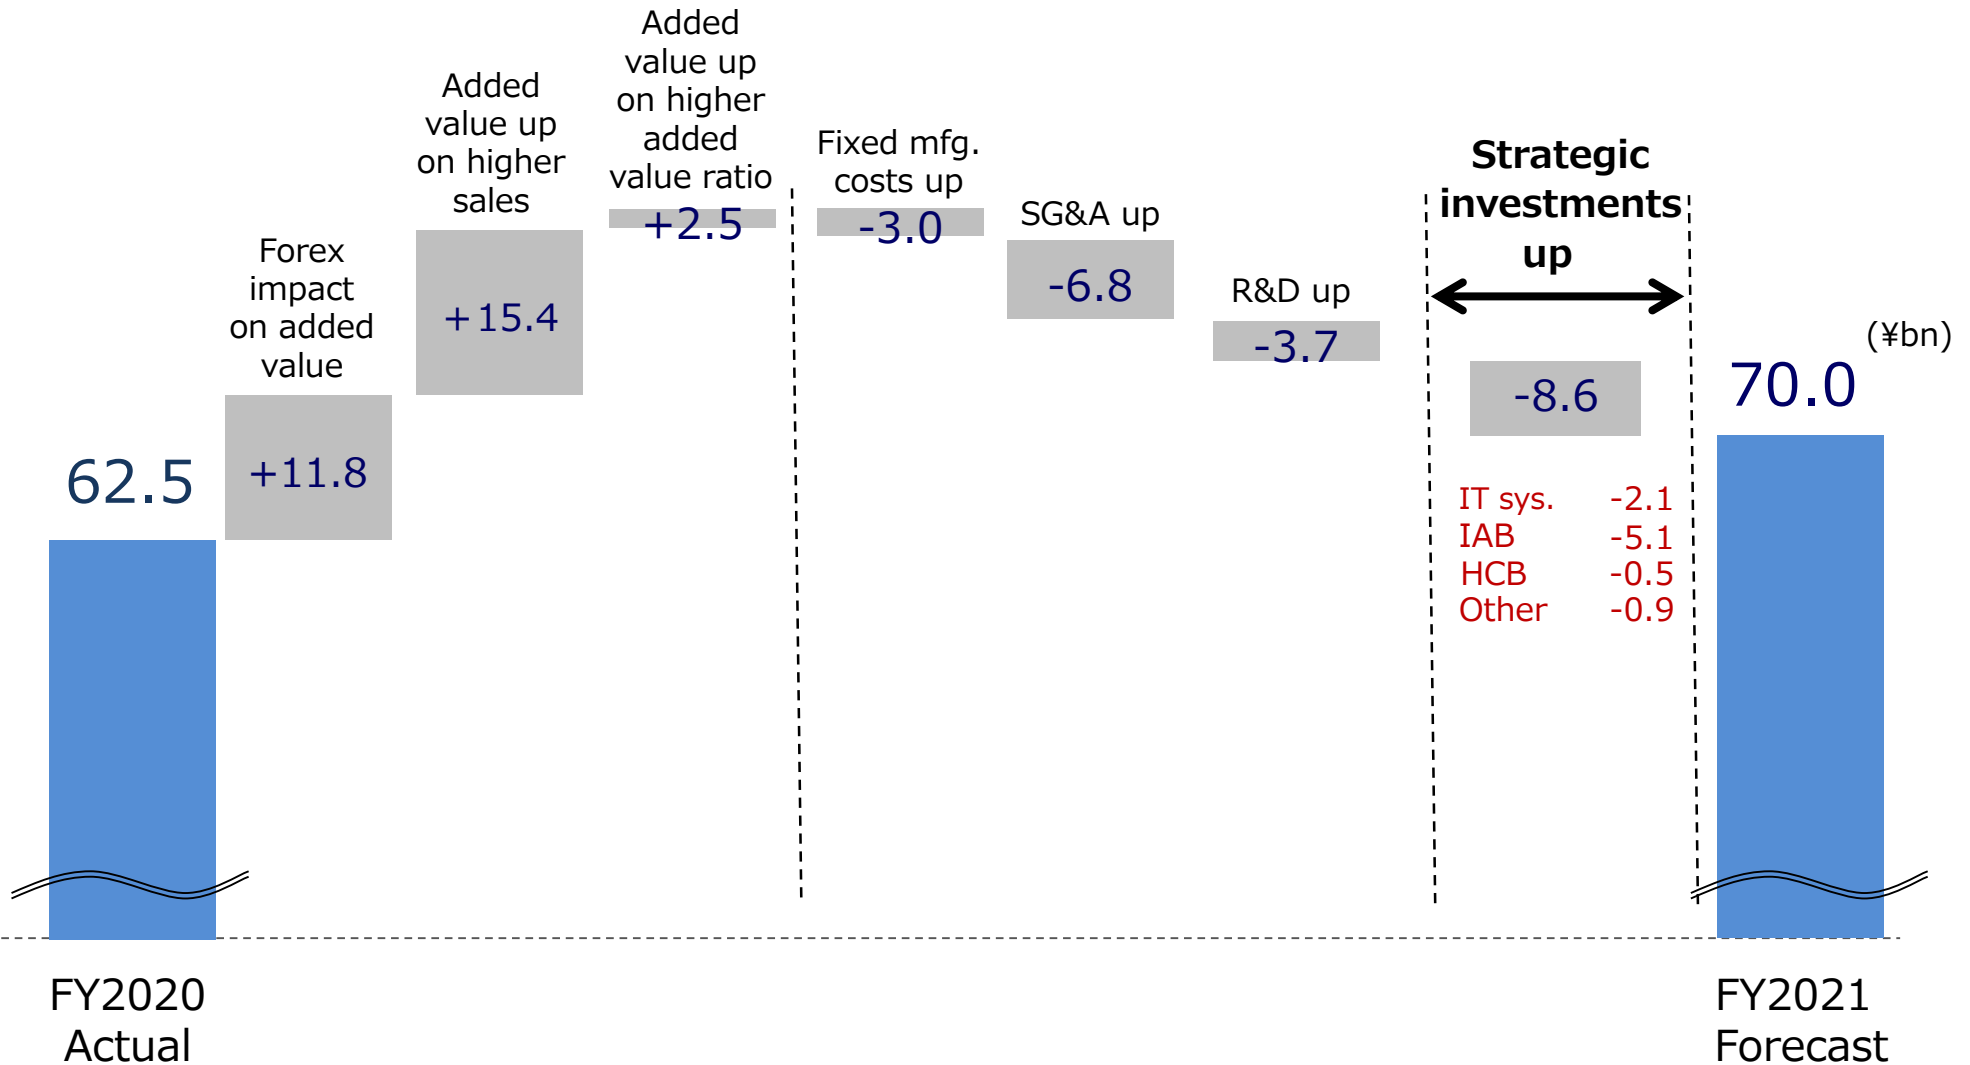 Added
value up
on higher
added
value ratio
+2.5
Added
value up
on higher
sales
+15.4
Forex
impact
on added
value
+11.8
62.5
Fixed mfg.
costs up
-3.0
SG&A up
-6.8
R&D up
-3.7
Strategic
investments
up
-8.6
IT sys. -2.1
IAB -5.1
HCB -0.5
Other -0.9
(¥bn)
70.0
FY2020
Actual
FY2021
Forecast